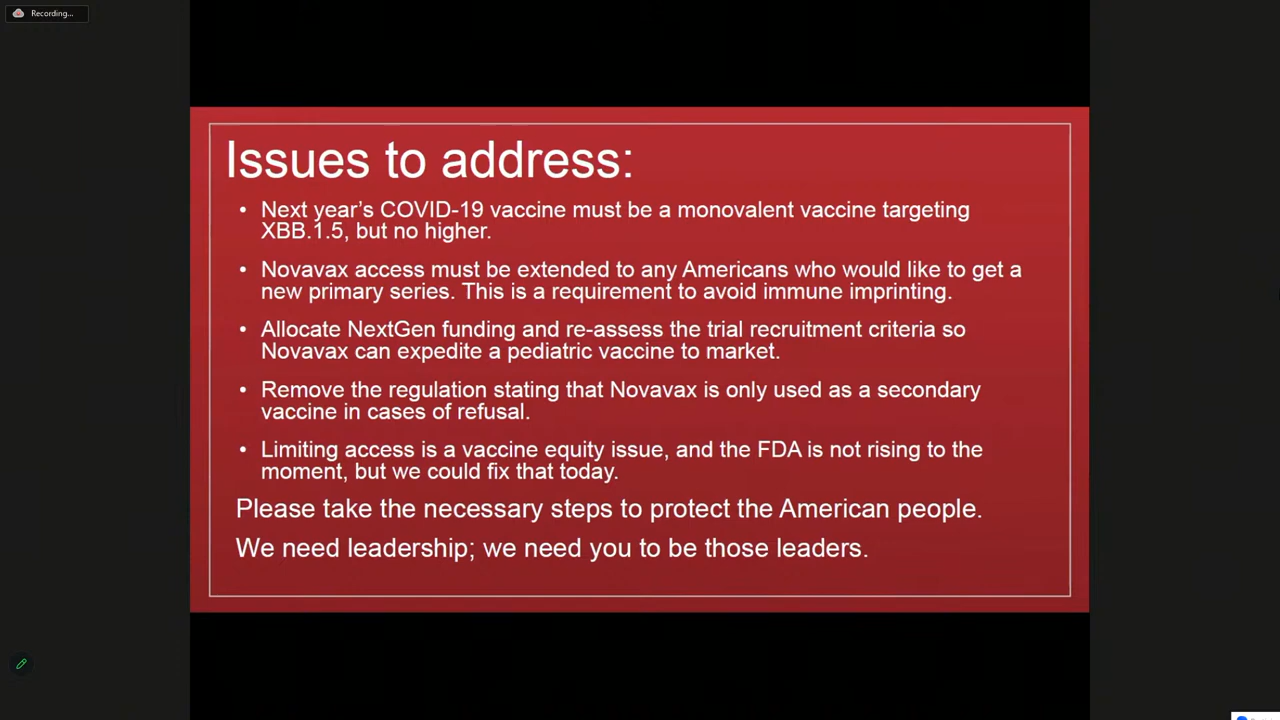 Recording...
Issues to address:
• Next year's COVID-19 vaccine must be a monovalent vaccine targeting
XBB.1.5, but no higher.
• Novavax access must be extended to any Americans who would like to get a
new primary series. This is a requirement to avoid immune imprinting.
• Allocate NextGen funding and re-assess the trial recruitment criteria so
Novavax can expedite a pediatric vaccine to market.
• Remove the regulation stating that Novavax is only used as a secondary
vaccine in cases of refusal.
• Limiting access is a vaccine equity issue, and the FDA is not rising to the
moment, but we could fix that today.
Please take the necessary steps to protect the American people.
We need leadership; we need you to be those leaders.